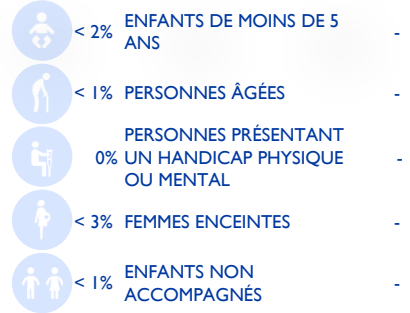 < 2% ENFANTS DE MOINS DE 5 -
ANS
< 1% PERSONNES ÂGÉES -
PERSONNES PRÉSENTANT
0% UN HANDICAP PHYSIQUE -
OU MENTAL
< 3% FEMMES ENCEINTES -
< 1% ENFANTS NON -
ACCOMPAGNÉS